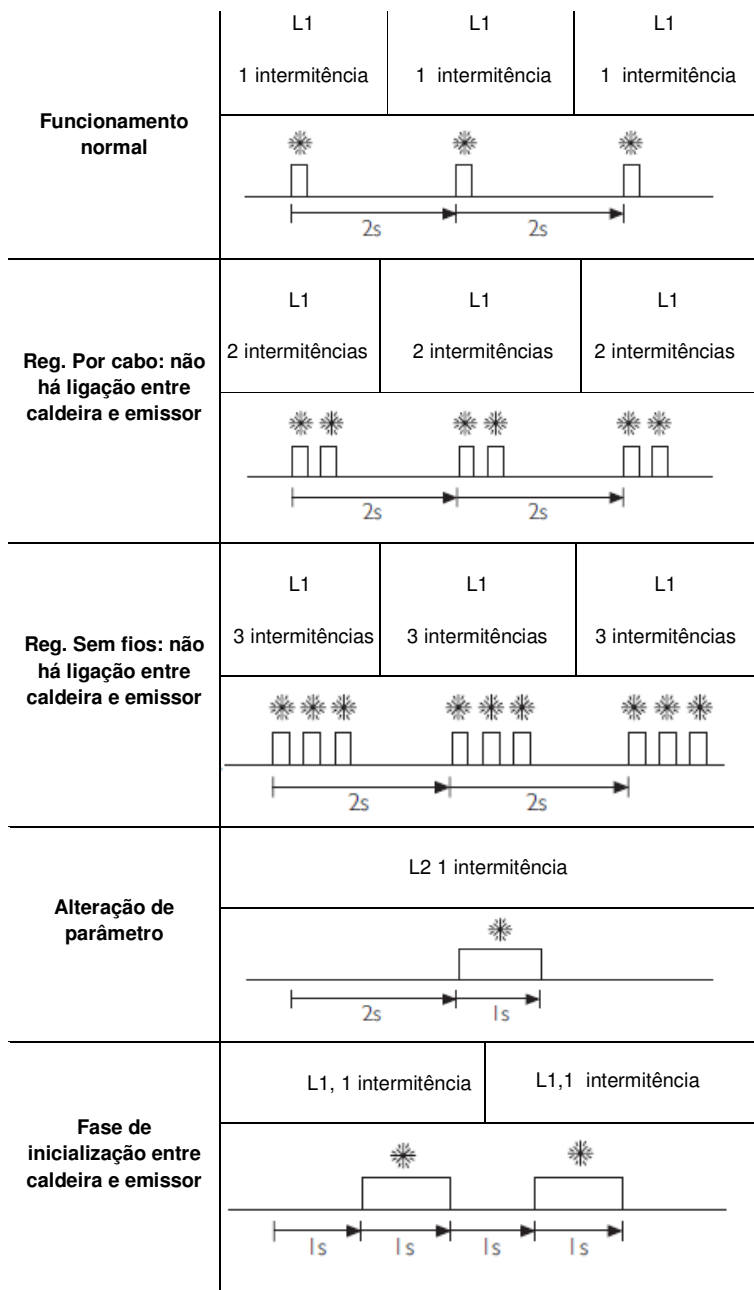 L1 L1 L1
1 intermitência 1 intermitência 1 intermitência
Funcionamento
normal
2s 2s
L1 L1 L1
2 intermitências 2 intermitências 2 intermitências
Reg. Por cabo: não
há ligação entre
caldeira e emissor
2s 2s
L1 L1 L1
3 intermitências 3 intermitências 3 intermitências
Reg. Sem fios: não
há ligação entre
caldeira e emissor
2s 2s
L2 1 intermitência
Alteração de
parâmetro
2s 1s
L1, 1 intermitência L1,1 intermitência
Fase de
inicialização entre
caldeira e emissor
1s 1s 1s 1s